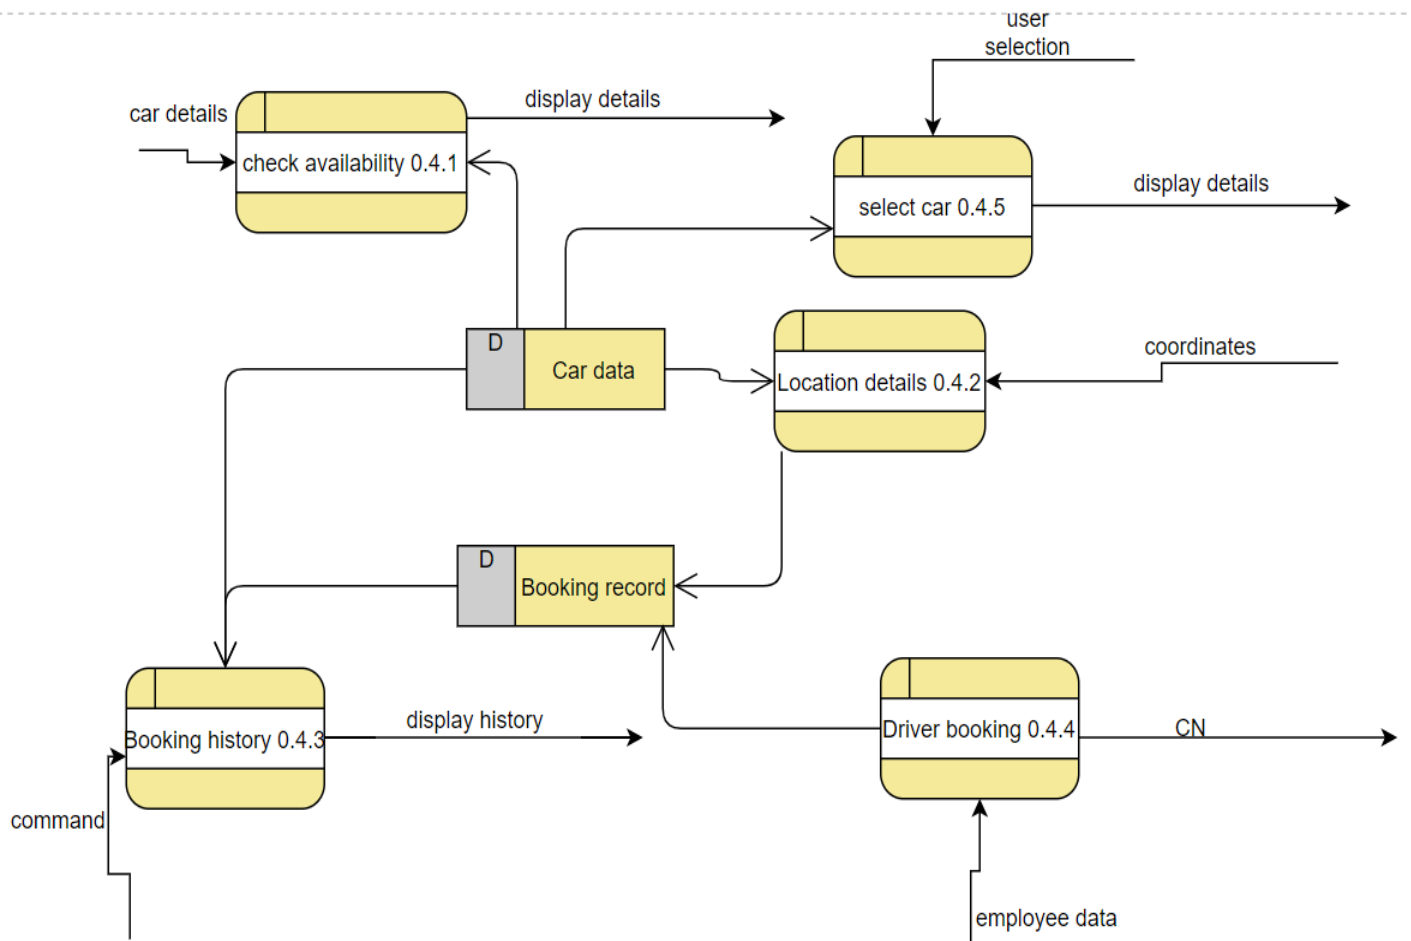 user
selection
car details
display details
check availability 0.4.1
display details
select car 0.4.5
D
Car data
coordinates
Location details 0.4.2
D
Booking record
display history
Booking history 0.4.3
Driver booking 0.4.4
CN
command
employee data